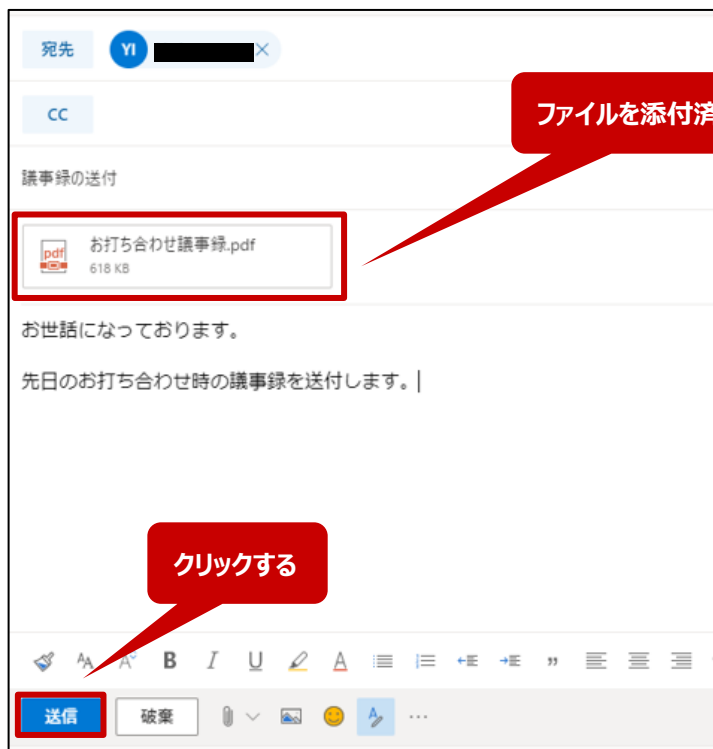 宛先 YI
CC
ファイルを添付済
議事録の送付
pdf お打ち合わせ議事録.pdf
618 KB
お世話になっております。
先日のお打ち合わせ時の議事録を送付します。
クリックする
B I U A
送信 破棄